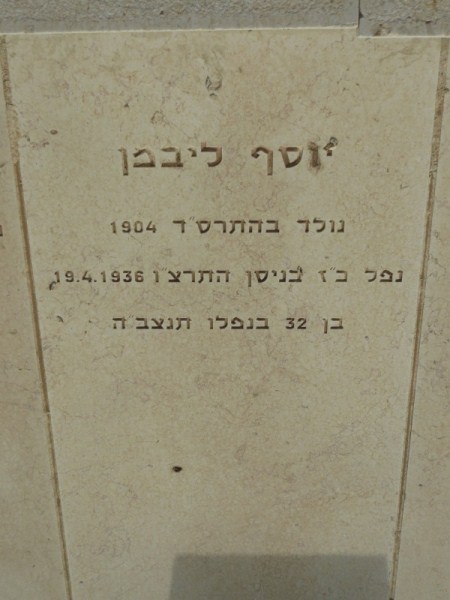 יוסף ליבמן
נולד בהתרס״ד 1904
נפל כ״ז בניסן התרצ״ו 19.4.1936
בן 32 בנפלו תנצב״ה